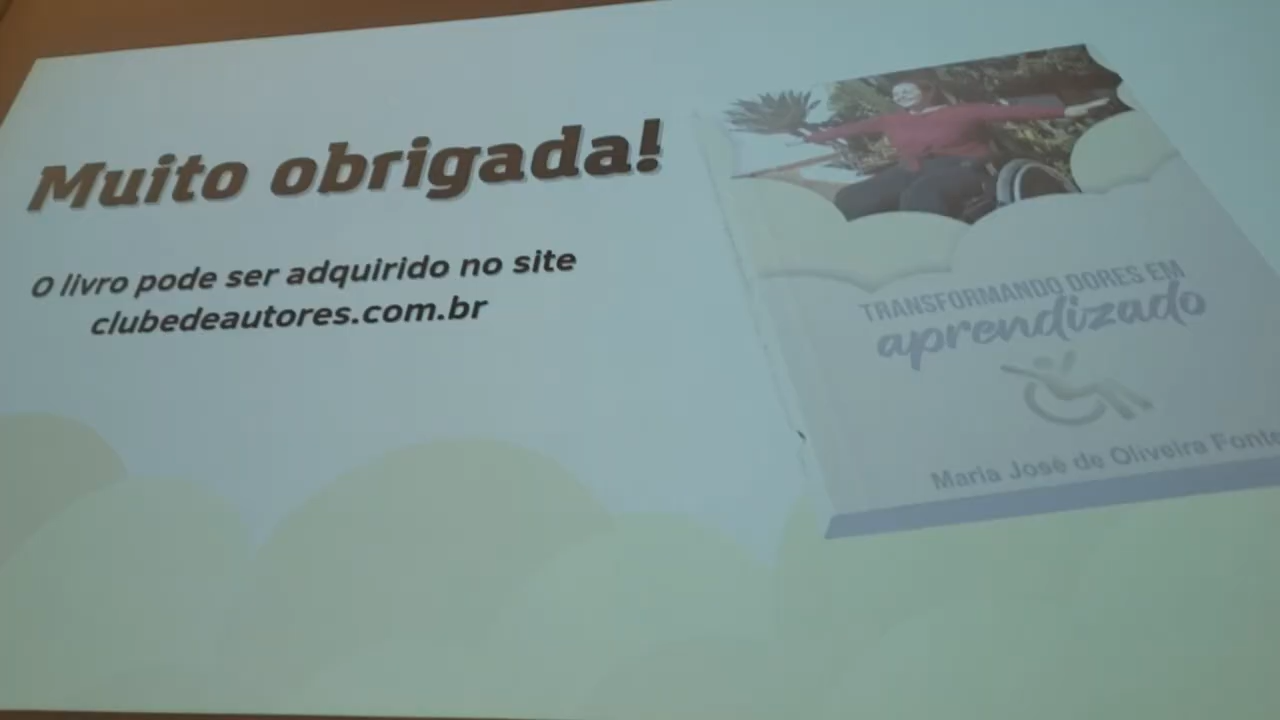 Muito obrigada!
O livro pode ser adquirido no site
clubedeautores.com.br
TRANSFORMANDO DORES EM
aprendizado
Maria José de Oliveira